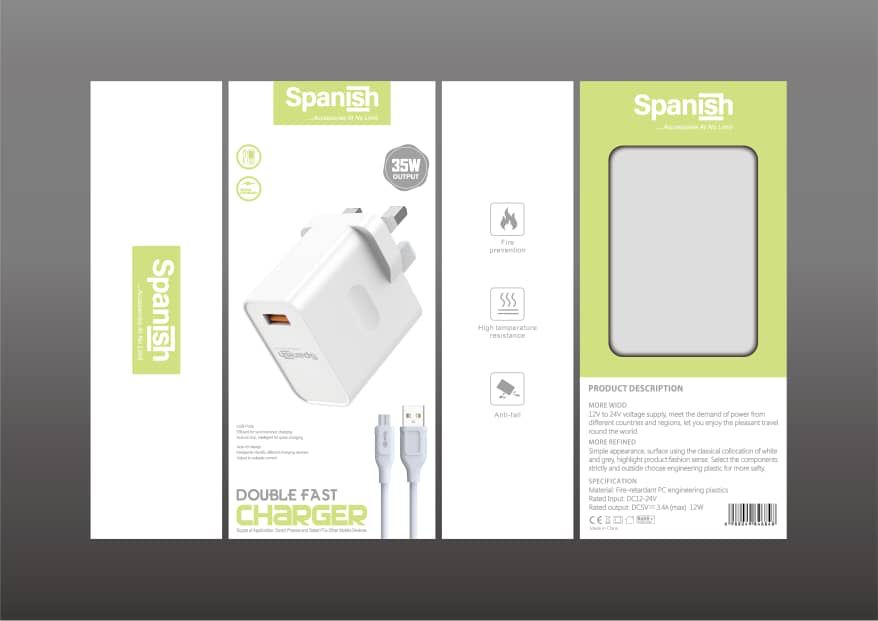 Spanish
...Accessories At No Limit
Spanish
...Accessories At No Limit
35W
OUTPUT
Spanish
DOUBLE FAST
CHARGER
Fire
prevention
High temperature
resistance
Anti-fall
Spanish
...Accessories At No Limit
PRODUCT DESCRIPTION
MORE WIDD
12V to 24V voltage supply, meet the demand of power from
different countries and regions, let you enjoy the pleasant travel
round the world.
MORE REFINED
Simple appearance, surface using the classical collocation of white
and grey, highlight product fashion sense. Select the components
strictly and outside choose engineering plastic for more safty.
SPECIFICATION
Material: Fire-retardant PC engineering plastics
Rated Input: DC12-24V
Rated output: DC5V⎓3.4A (max) 12W
CE
Made in China